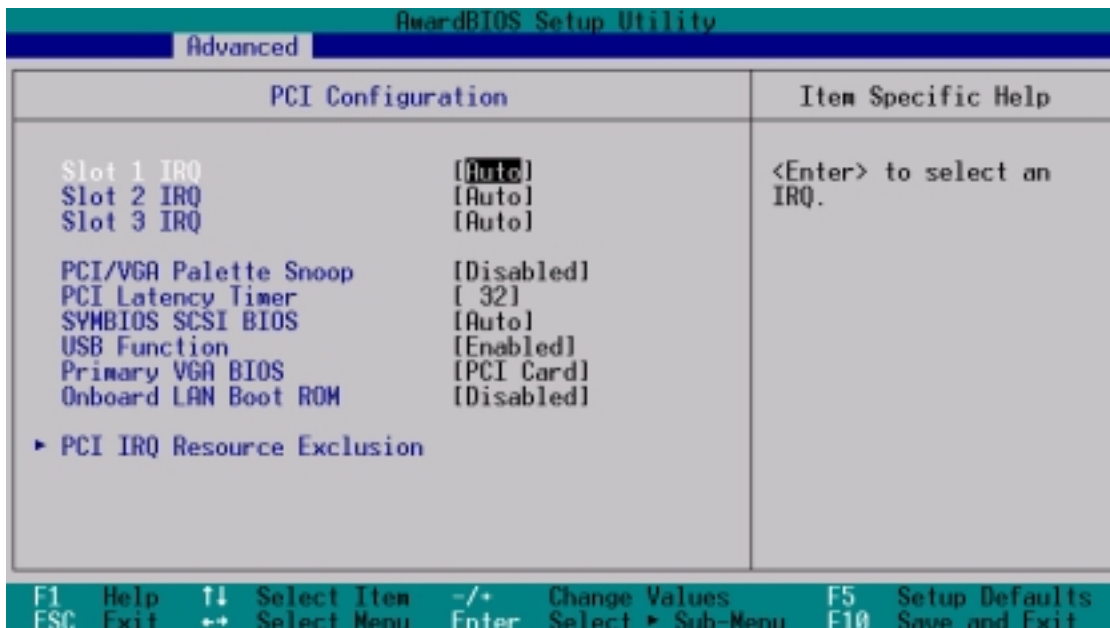 AwardBIOS Setup Utility
Advanced
PCI Configuration
Item Specific Help
Slot 1 IRQ [Auto]
Slot 2 IRQ [Auto]
Slot 3 IRQ [Auto]
PCI/VGA Palette Snoop [Disabled]
PCI Latency Timer [ 32]
SYMBIOS SCSI BIOS [Auto]
USB Function [Enabled]
Primary VGA BIOS [PCI Card]
Onboard LAN Boot ROM [Disabled]
▸ PCI IRQ Resource Exclusion
<Enter> to select an
IRQ.
F1 Help ↑↓ Select Item -/+ Change Values F5 Setup Defaults
ESC Exit ←→ Select Menu Enter Select ▸ Sub-Menu F10 Save and Exit